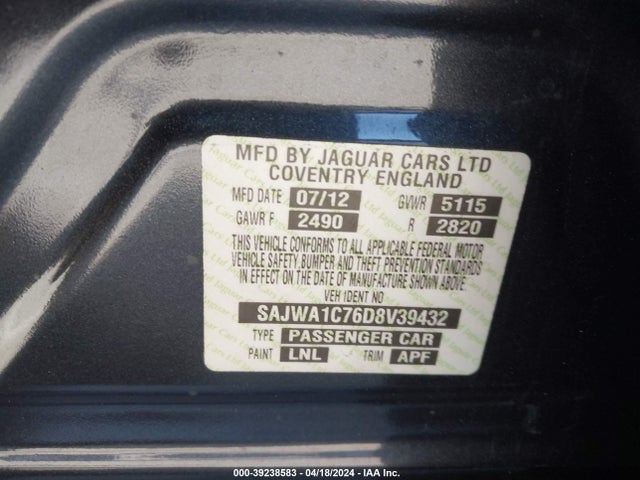 MFD BY JAGUAR CARS LTD
COVENTRY ENGLAND
MFD DATE 07/12 GVWR 5115
GAWR F 2490 R 2820
THIS VEHICLE CONFORMS TO ALL APPLICABLE FEDERAL MOTOR
VEHICLE SAFETY, BUMPER AND THEFT PREVENTION STANDARDS
IN EFFECT ON THE DATE OF MANUFACTURE SHOWN ABOVE
VEH IDENT NO
SAJWA1C76D8V39432
TYPE PASSENGER CAR
PAINT LNL TRIM APF
000-39238583 - 04/18/2024 - IAA Inc.